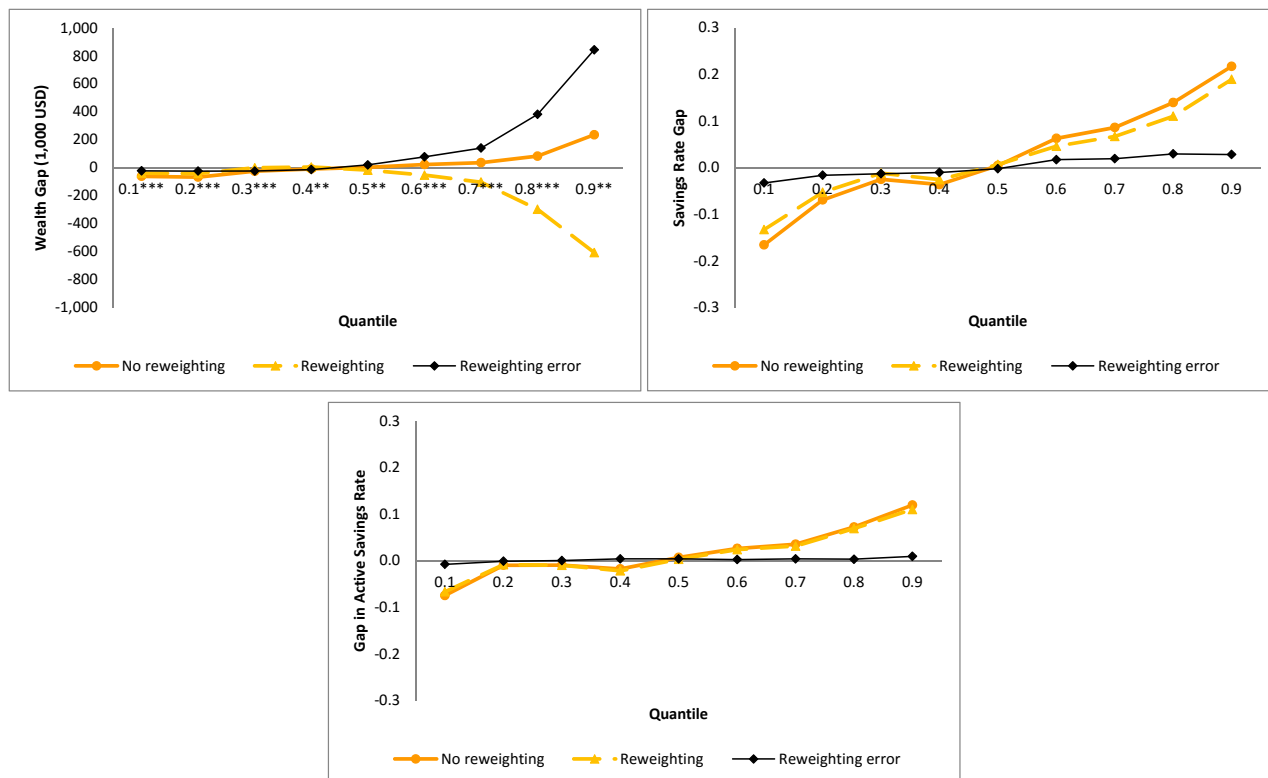 Wealth Gap (1,000 USD)
1,000
800
600
400
200
0
-200
-400
-600
-800
-1,000
0.1*** 0.2*** 0.3*** 0.4** 0.5** 0.6*** 0.7**** 0.8*** 0.9**
Quantile
No reweighting Reweighting Reweighting error
Savings Rate Gap
0.3
0.2
0.1
0.0
-0.1
-0.2
-0.3
0.1 0.2 0.3 0.4 0.5 0.6 0.7 0.8 0.9
Quantile
No reweighting Reweighting Reweighting error
Gap in Active Savings Rate
0.3
0.2
0.1
0.0
-0.1
-0.2
-0.3
0.1 0.2 0.3 0.4 0.5 0.6 0.7 0.8 0.9
Quantile
No reweighting Reweighting Reweighting error